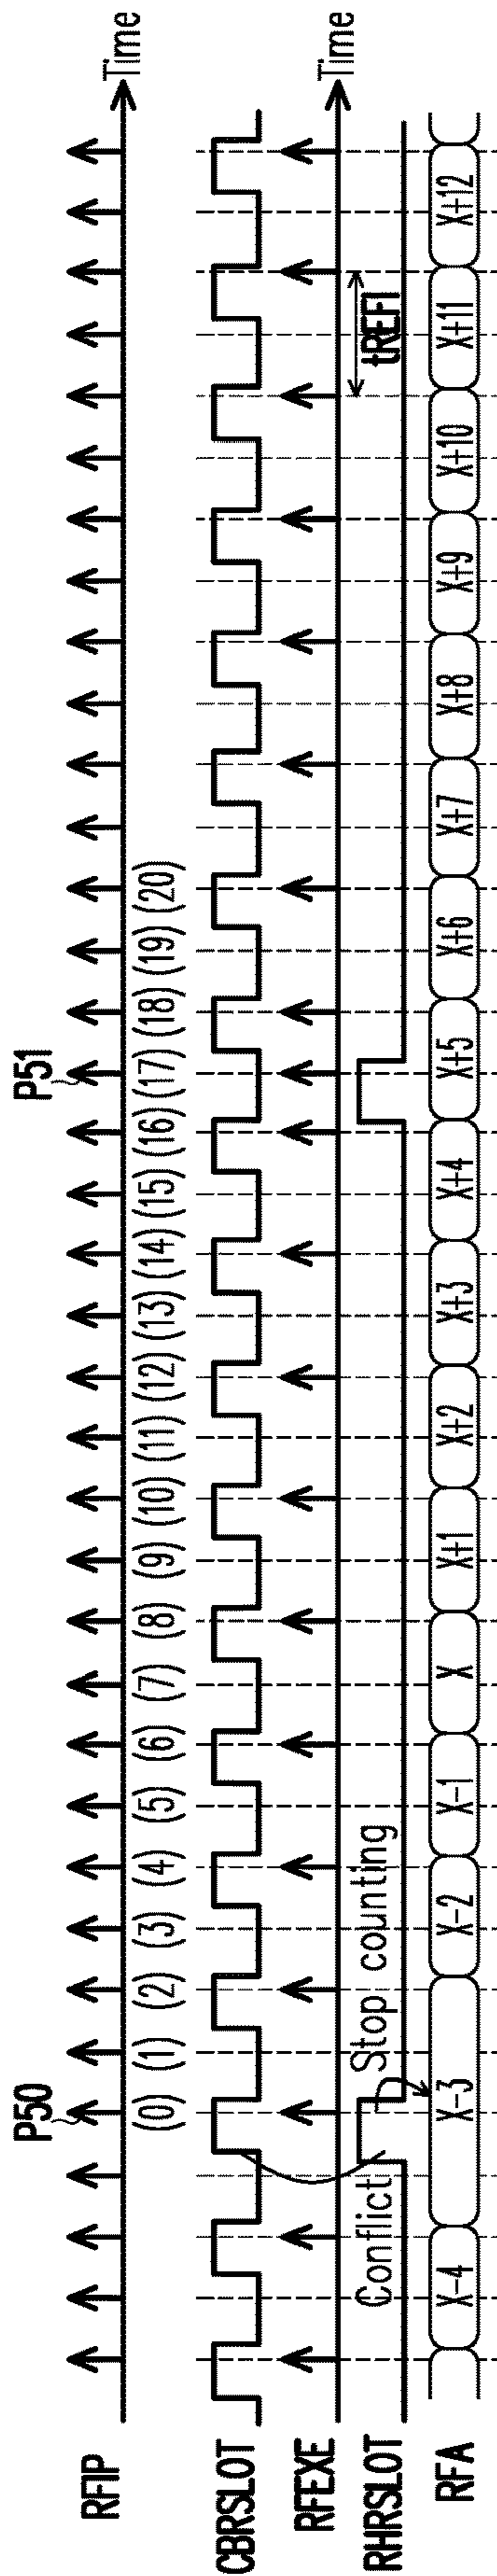 P50 P51
RFIP Time
(0) (1) (2) (3) (4) (5) (6) (7) (8) (9) (10) (11) (12) (13) (14) (15) (16) (17) (18) (19) (20)
CBRSLOT
RFEXE Time
Conflict Stop counting tREFI
RHRSLOT
RFA X-4 X-3 X-2 X-1 X X+1 X+2 X+3 X+4 X+5 X+6 X+7 X+8 X+9 X+10 X+11 X+12